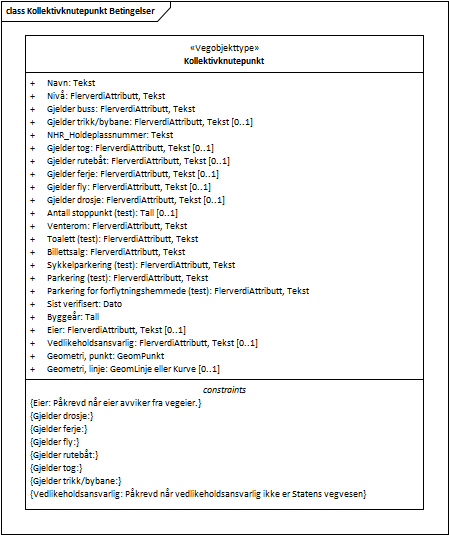 class Kollektivknutepunkt Betingelser
«Vegobjekttype»
Kollektivknutepunkt
+ Navn: Tekst
+ Nivå: FlerverdiAttributt, Tekst
+ Gjelder buss: FlerverdiAttributt, Tekst
+ Gjelder trikk/bybane: FlerverdiAttributt, Tekst [0..1]
+ NHR_Holdeplassnummer: Tekst
+ Gjelder tog: FlerverdiAttributt, Tekst [0..1]
+ Gjelder rutebåt: FlerverdiAttributt, Tekst [0..1]
+ Gjelder ferje: FlerverdiAttributt, Tekst [0..1]
+ Gjelder fly: FlerverdiAttributt, Tekst [0..1]
+ Gjelder drosje: FlerverdiAttributt, Tekst [0..1]
+ Antall stoppunkt (test): Tall [0..1]
+ Venterom: FlerverdiAttributt, Tekst
+ Toalett (test): FlerverdiAttributt, Tekst
+ Billettsalg: FlerverdiAttributt, Tekst
+ Sykkelparkering (test): FlerverdiAttributt, Tekst
+ Parkering (test): FlerverdiAttributt, Tekst
+ Parkering for forflytningshemmede (test): FlerverdiAttributt, Tekst
+ Sist verifisert: Dato
+ Byggeår: Tall
+ Eier: FlerverdiAttributt, Tekst [0..1]
+ Vedlikeholdsansvarlig: FlerverdiAttributt, Tekst [0..1]
+ Geometri, punkt: GeomPunkt
+ Geometri, linje: GeomLinje eller Kurve [0..1]
constraints
{Eier: Påkrevd når eier avviker fra vegeier.}
{Gjelder drosje:}
{Gjelder ferje:}
{Gjelder fly:}
{Gjelder rutebåt:}
{Gjelder tog:}
{Gjelder trikk/bybane:}
{Vedlikeholdsansvarlig: Påkrevd når vedlikeholdsansvarlig ikke er Statens vegvesen}